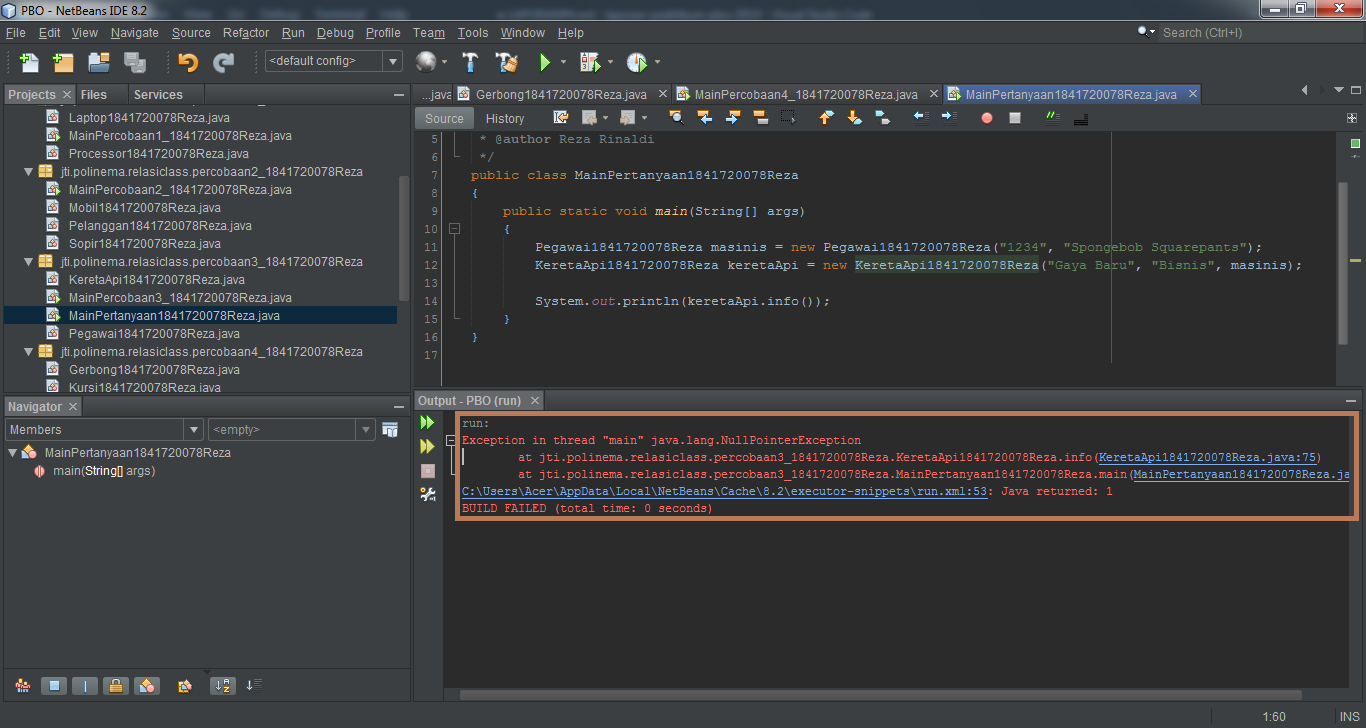 PBO - NetBeans IDE 8.2
File Edit View Navigate Source Refactor Run Debug Profile Team Tools Window Help
Search (Ctrl+I)
<default config>
Projects
Files
Services
Laptop1841720078Reza.java
MainPercobaan1_1841720078Reza.java
Processor1841720078Reza.java
jti.polinema.relasiclass.percobaan2_1841720078Reza
MainPercobaan2_1841720078Reza.java
Mobil1841720078Reza.java
Pelanggan1841720078Reza.java
Sopir1841720078Reza.java
jti.polinema.relasiclass.percobaan3_1841720078Reza
KeretaApi1841720078Reza.java
MainPercobaan3_1841720078Reza.java
MainPertanyaan1841720078Reza.java
Pegawai1841720078Reza.java
jti.polinema.relasiclass.percobaan4_1841720078Reza
Gerbong1841720078Reza.java
Kursi1841720078Reza.java
Navigator
Members
<empty>
MainPertanyaan1841720078Reza
main(String[] args)
...java
Gerbong1841720078Reza.java
MainPercobaan4_1841720078Reza.java
MainPertanyaan1841720078Reza.java
Source
History
5 * @author Reza Rinaldi
6 */
7 public class MainPertanyaan1841720078Reza
8 {
9 public static void main(String[] args)
10 {
11 Pegawai1841720078Reza masinis = new Pegawai1841720078Reza("1234", "Spongebob Squarepants");
12 KeretaApi1841720078Reza keretaApi = new KeretaApi1841720078Reza("Gaya Baru", "Bisnis", masinis);
13
14 System.out.println(keretaApi.info());
15 }
16 }
17
Output - PBO (run)
run:
Exception in thread "main" java.lang.NullPointerException
at jti.polinema.relasiclass.percobaan3_1841720078Reza.KeretaApi1841720078Reza.info(KeretaApi1841720078Reza.java:75)
at jti.polinema.relasiclass.percobaan3_1841720078Reza.MainPertanyaan1841720078Reza.main(MainPertanyaan1841720078Reza.ja
C:\Users\Acer\AppData\Local\NetBeans\Cache\8.2\executor-snippets\run.xml:53: Java returned: 1
BUILD FAILED (total time: 0 seconds)
1:60
INS